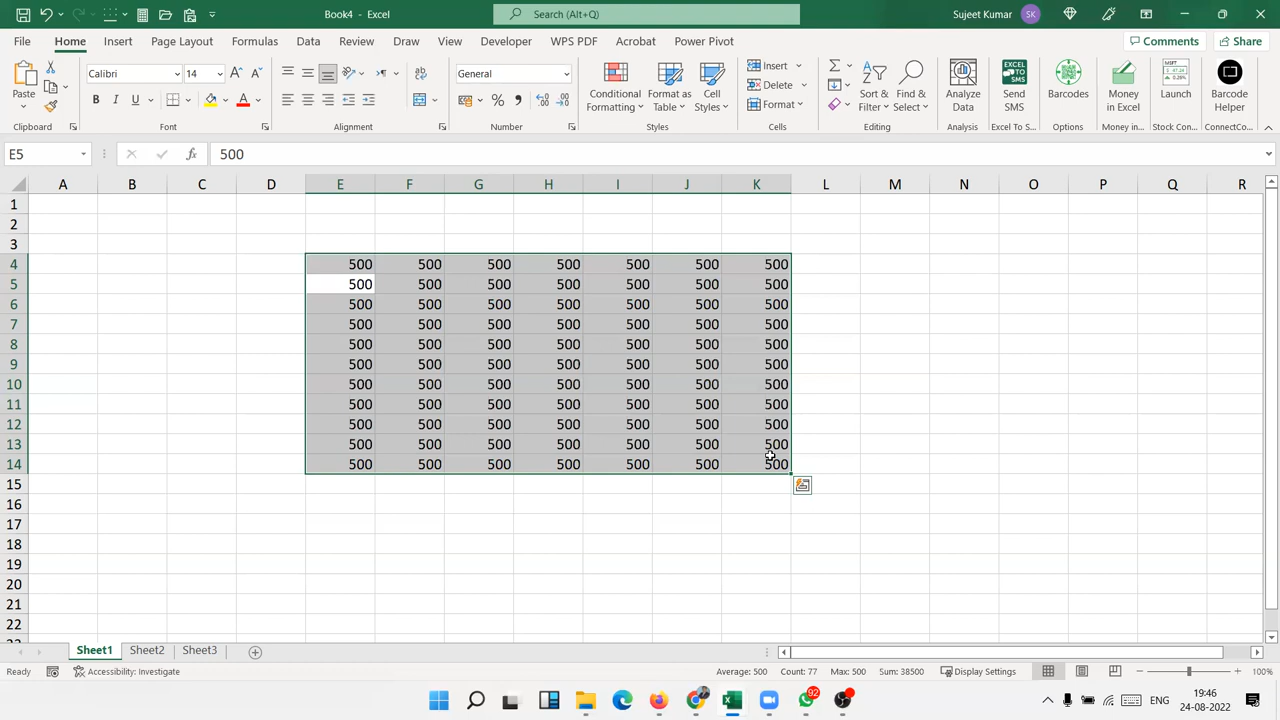 Book4 - Excel
Search (Alt+Q)
Sujeet Kumar
SK
File Home Insert Page Layout Formulas Data Review View Draw Developer WPS PDF Acrobat Power Pivot
Comments Share
Paste
Calibri 14
B I U
General
Conditional Formatting
Format as Table
Cell Styles
Insert
Delete
Format
Sort & Filter
Find & Select
Analyze Data
Send SMS
Barcodes
Money in Excel
Launch
Barcode Helper
Clipboard Font Alignment Number Styles Cells Editing Analysis Excel To S... Options Money in... Stock Con... ConnectCo...
E5 fx 500
A B C D E F G H I J K L M N O P Q R
1
2
3
4 500 500 500 500 500 500 500
5 500 500 500 500 500 500 500
6 500 500 500 500 500 500 500
7 500 500 500 500 500 500 500
8 500 500 500 500 500 500 500
9 500 500 500 500 500 500 500
10 500 500 500 500 500 500 500
11 500 500 500 500 500 500 500
12 500 500 500 500 500 500 500
13 500 500 500 500 500 500 500
14 500 500 500 500 500 500 500
15
16
17
18
19
20
21
22
Sheet1 Sheet2 Sheet3
Ready Accessibility: Investigate Average: 500 Count: 77 Max: 500 Sum: 38500 Display Settings 100%
92
ENG
19:46
24-08-2022